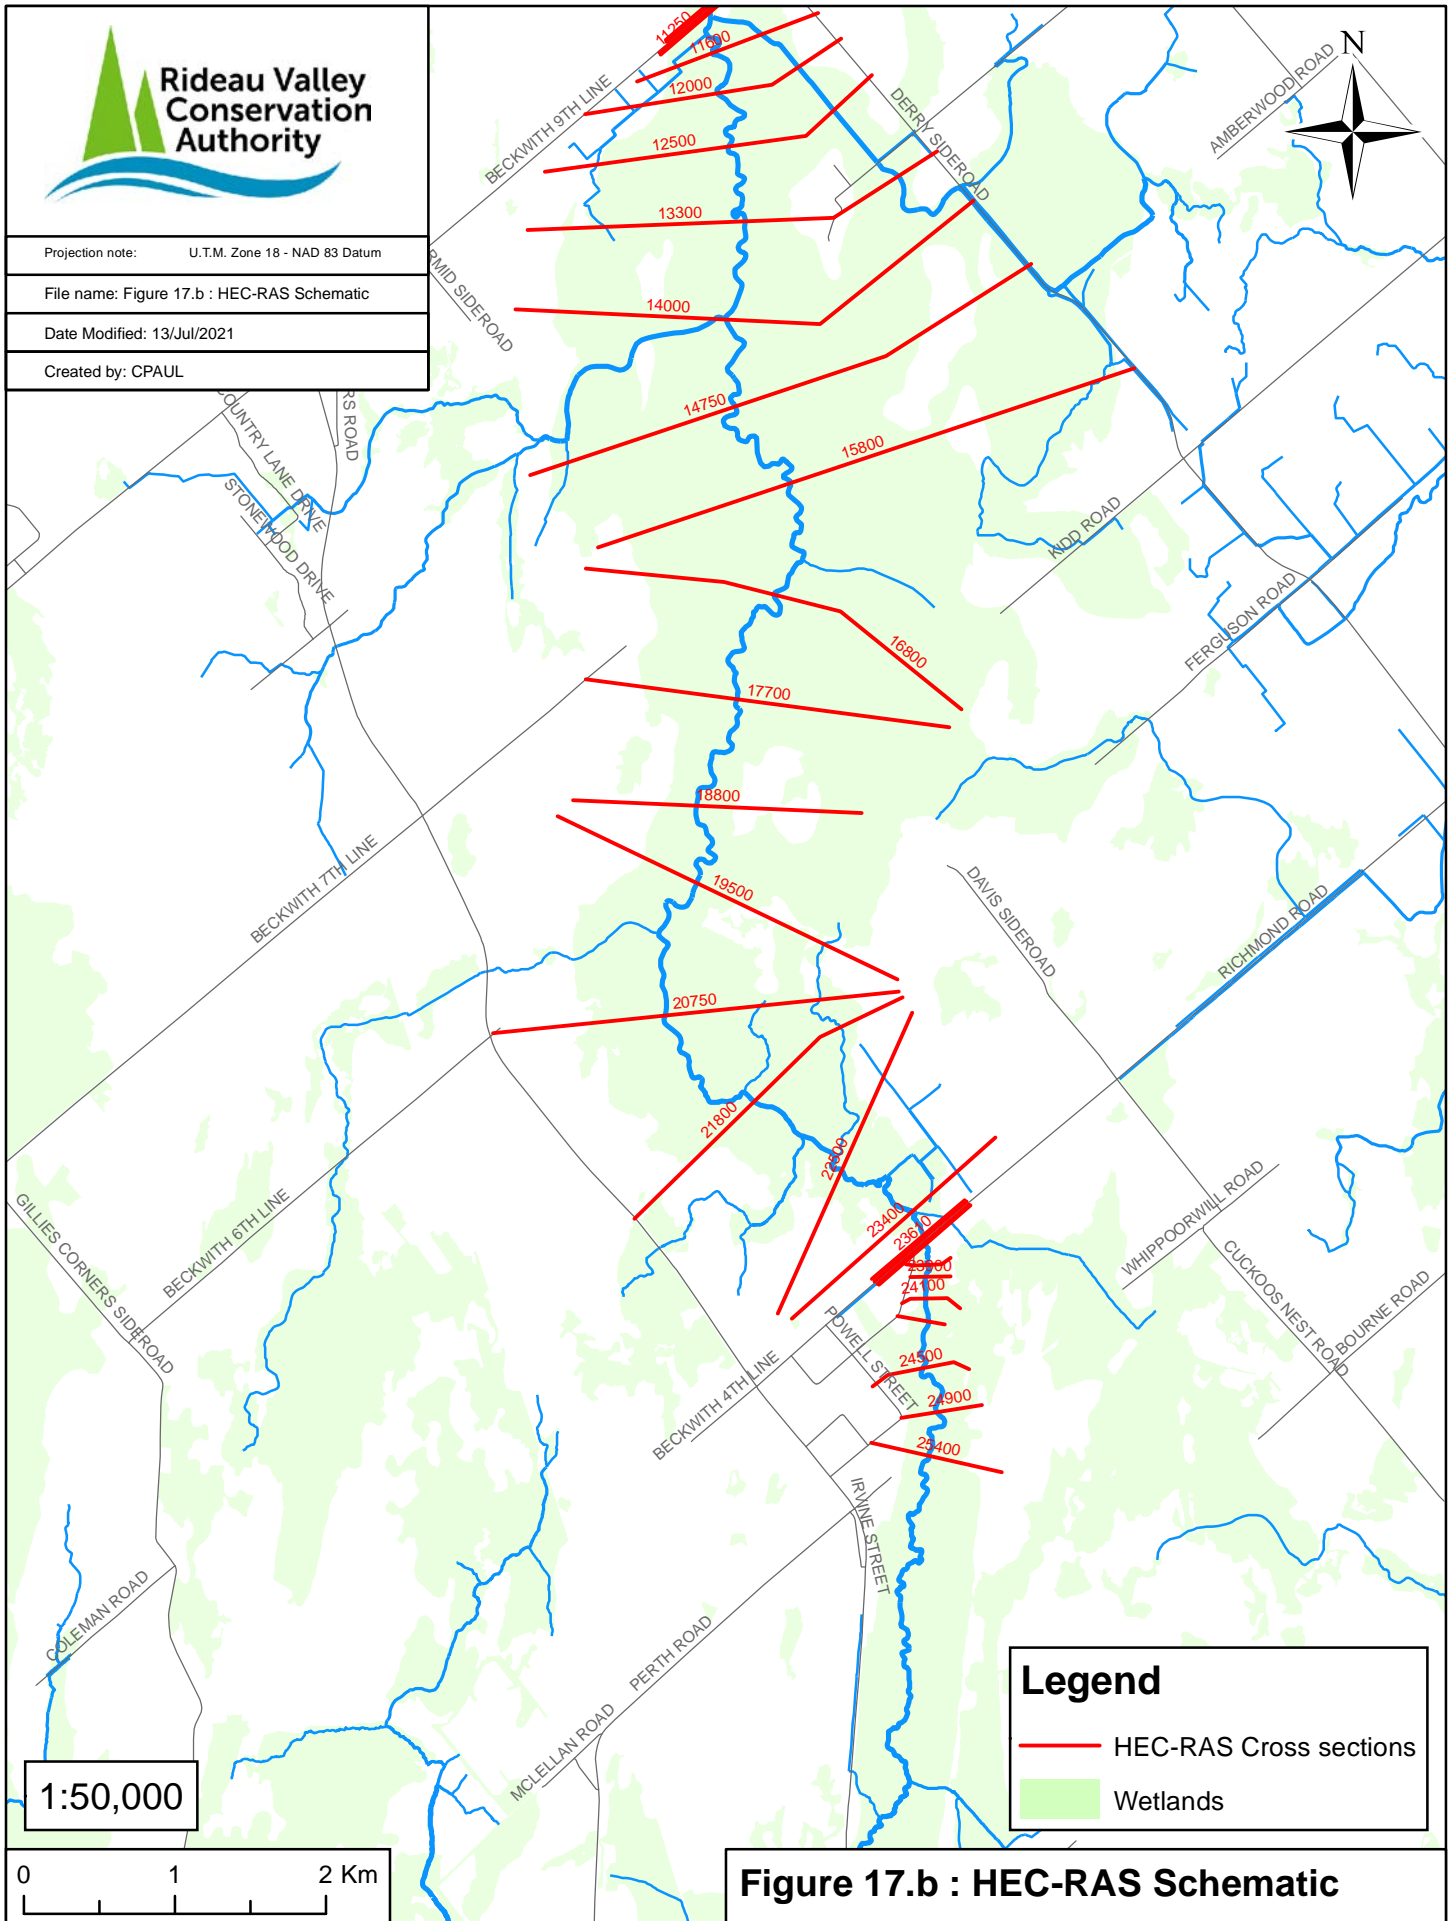 Rideau Valley
Conservation
Authority
Projection note: U.T.M. Zone 18 - NAD 83 Datum
File name: Figure 17.b : HEC-RAS Schematic
Date Modified: 13/Jul/2021
Created by: CPAUL
N
11250
11600
12000
12500
13300
14000
14750
15800
16800
17700
18800
19500
20750
21800
22500
23400
23610
24100
24500
24900
25400
BECKWITH 9TH LINE
DERRY SIDEROAD
AMBERWOOD ROAD
RMID SIDEROAD
RS ROAD
COUNTRY LANE DRIVE
STONEWOOD DRIVE
KIDD ROAD
FERGUSON ROAD
BECKWITH 7TH LINE
DAVIS SIDEROAD
RICHMOND ROAD
BECKWITH 6TH LINE
GILLIES CORNERS SIDEROAD
WHIPPOORWILL ROAD
CUCKOOS NEST ROAD
BOURNE ROAD
POWELL STREET
BECKWITH 4TH LINE
IRVINE STREET
COLEMAN ROAD
PERTH ROAD
MCLELLAN ROAD
Legend
HEC-RAS Cross sections
Wetlands
1:50,000
0 1 2 Km
Figure 17.b : HEC-RAS Schematic